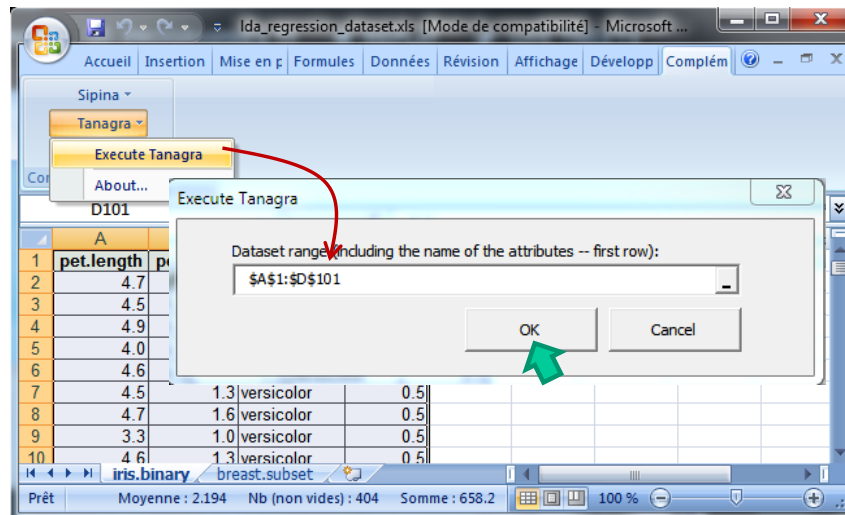 lda_regression_dataset.xls [Mode de compatibilité] - Microsoft ...
Accueil Insertion Mise en p Formules Données Révision Affichage Développ Complém
Sipina
Tanagra
Execute Tanagra
About...
Cor
D101
Execute Tanagra
Dataset range (including the name of the attributes -- first row):
$A$1:$D$101
OK Cancel
A
1 pet.length
2 4.7
3 4.5
4 4.9
5 4.0
6 4.6
7 4.5 1.3 versicolor 0.5
8 4.7 1.6 versicolor 0.5
9 3.3 1.0 versicolor 0.5
10 4.6 1.3 versicolor 0.5
iris.binary breast.subset
Prêt Moyenne : 2.194 Nb (non vides) : 404 Somme : 658.2 100 %